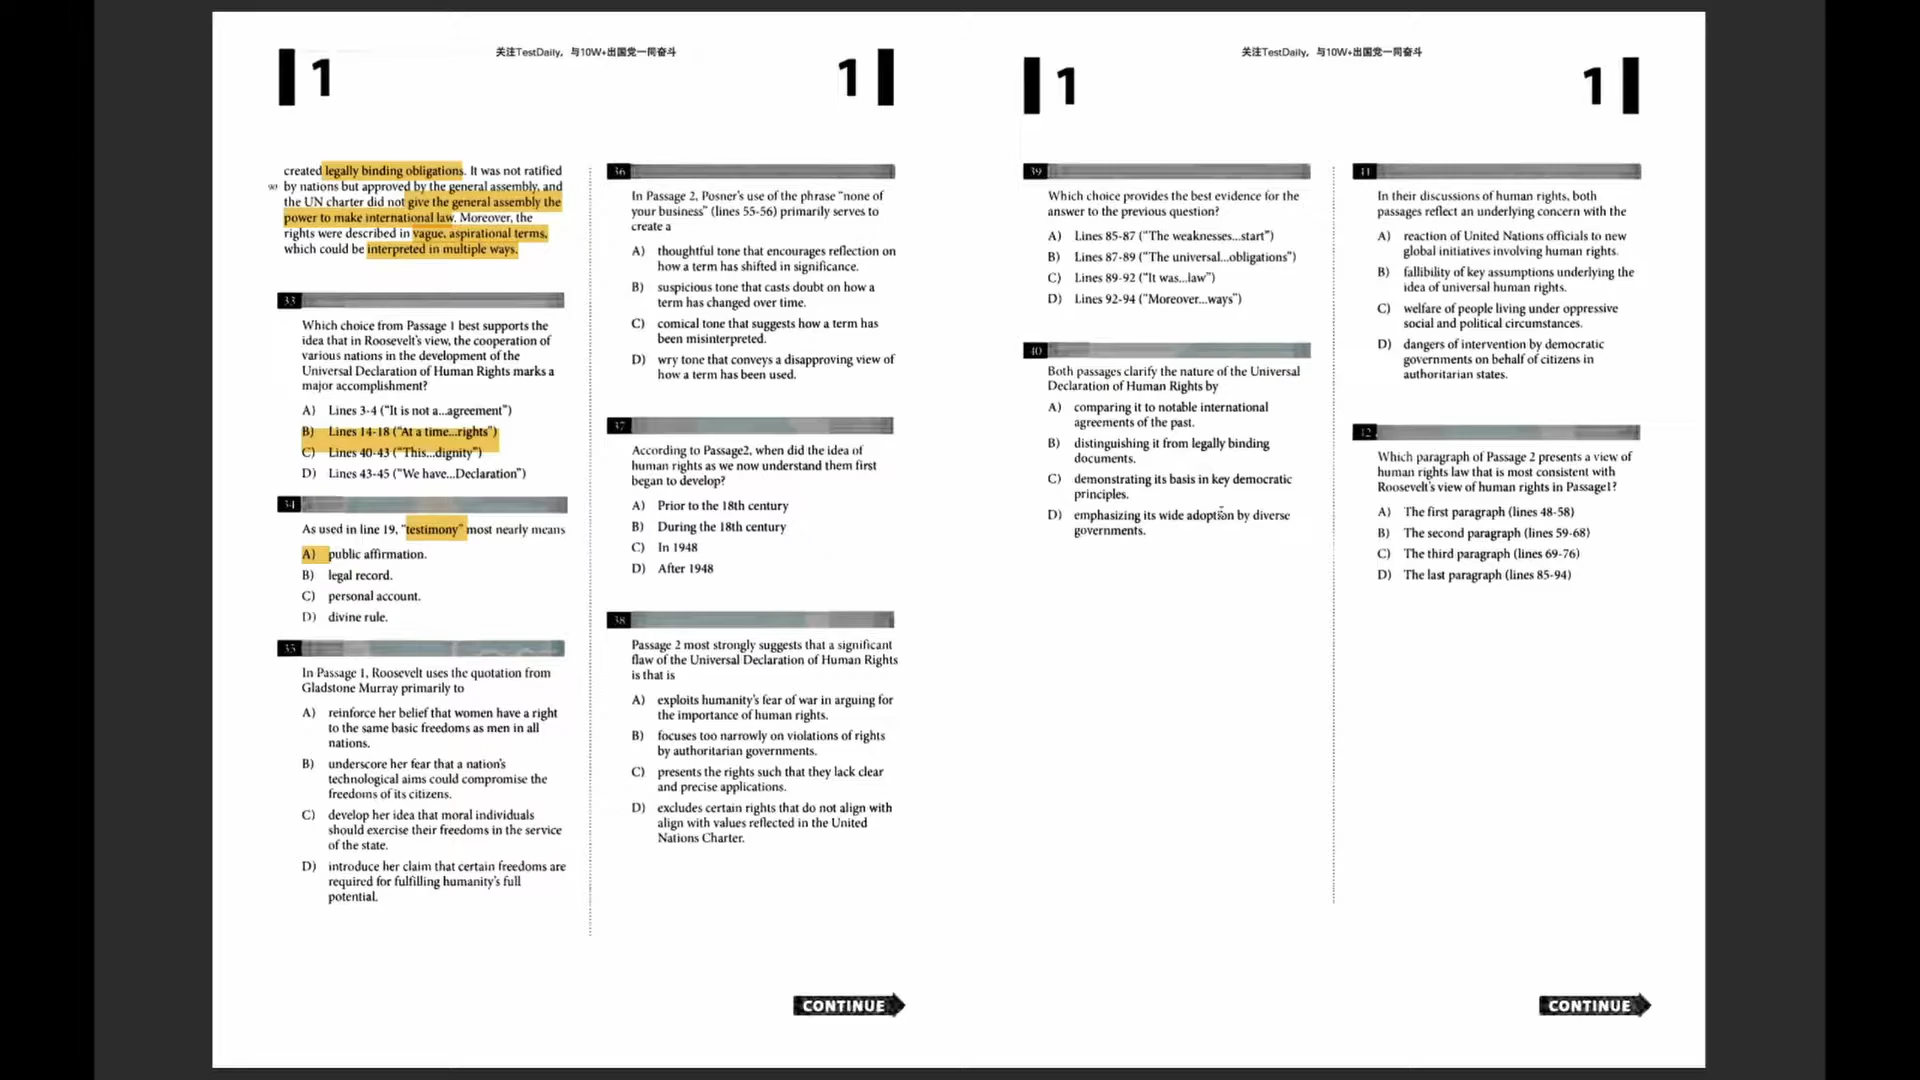 关注TestDaily，与10W+出国党一同奋斗
1
1
created legally binding obligations. It was not ratified
90 by nations but approved by the general assembly, and
the UN charter did not give the general assembly the
power to make international law. Moreover, the
rights were described in vague, aspirational terms,
which could be interpreted in multiple ways.
33
Which choice from Passage 1 best supports the
idea that in Roosevelt's view, the cooperation of
various nations in the development of the
Universal Declaration of Human Rights marks a
major accomplishment?
A) Lines 3-4 (“It is not a...agreement”)
B) Lines 14-18 (“At a time...rights”)
C) Lines 40-43 (“This...dignity”)
D) Lines 43-45 (“We have...Declaration”)
34
As used in line 19, “testimony” most nearly means
A) public affirmation.
B) legal record.
C) personal account.
D) divine rule.
35
In Passage 1, Roosevelt uses the quotation from
Gladstone Murray primarily to
A) reinforce her belief that women have a right
to the same basic freedoms as men in all
nations.
B) underscore her fear that a nation's
technological aims could compromise the
freedoms of its citizens.
C) develop her idea that moral individuals
should exercise their freedoms in the service
of the state.
D) introduce her claim that certain freedoms are
required for fulfilling humanity's full
potential.
36
In Passage 2, Posner's use of the phrase “none of
your business” (lines 55-56) primarily serves to
create a
A) thoughtful tone that encourages reflection on
how a term has shifted in significance.
B) suspicious tone that casts doubt on how a
term has changed over time.
C) comical tone that suggests how a term has
been misinterpreted.
D) wry tone that conveys a disapproving view of
how a term has been used.
37
According to Passage2, when did the idea of
human rights as we now understand them first
began to develop?
A) Prior to the 18th century
B) During the 18th century
C) In 1948
D) After 1948
38
Passage 2 most strongly suggests that a significant
flaw of the Universal Declaration of Human Rights
is that is
A) exploits humanity's fear of war in arguing for
the importance of human rights.
B) focuses too narrowly on violations of rights
by authoritarian governments.
C) presents the rights such that they lack clear
and precise applications.
D) excludes certain rights that do not align with
align with values reflected in the United
Nations Charter.
CONTINUE
关注TestDaily，与10W+出国党一同奋斗
1
1
39
Which choice provides the best evidence for the
answer to the previous question?
A) Lines 85-87 (“The weaknesses...start”)
B) Lines 87-89 (“The universal...obligations”)
C) Lines 89-92 (“It was...law”)
D) Lines 92-94 (“Moreover...ways”)
40
Both passages clarify the nature of the Universal
Declaration of Human Rights by
A) comparing it to notable international
agreements of the past.
B) distinguishing it from legally binding
documents.
C) demonstrating its basis in key democratic
principles.
D) emphasizing its wide adoption by diverse
governments.
41
In their discussions of human rights, both
passages reflect an underlying concern with the
A) reaction of United Nations officials to new
global initiatives involving human rights.
B) fallibility of key assumptions underlying the
idea of universal human rights.
C) welfare of people living under oppressive
social and political circumstances.
D) dangers of intervention by democratic
governments on behalf of citizens in
authoritarian states.
42
Which paragraph of Passage 2 presents a view of
human rights law that is most consistent with
Roosevelt's view of human rights in Passage1?
A) The first paragraph (lines 48-58)
B) The second paragraph (lines 59-68)
C) The third paragraph (lines 69-76)
D) The last paragraph (lines 85-94)
CONTINUE